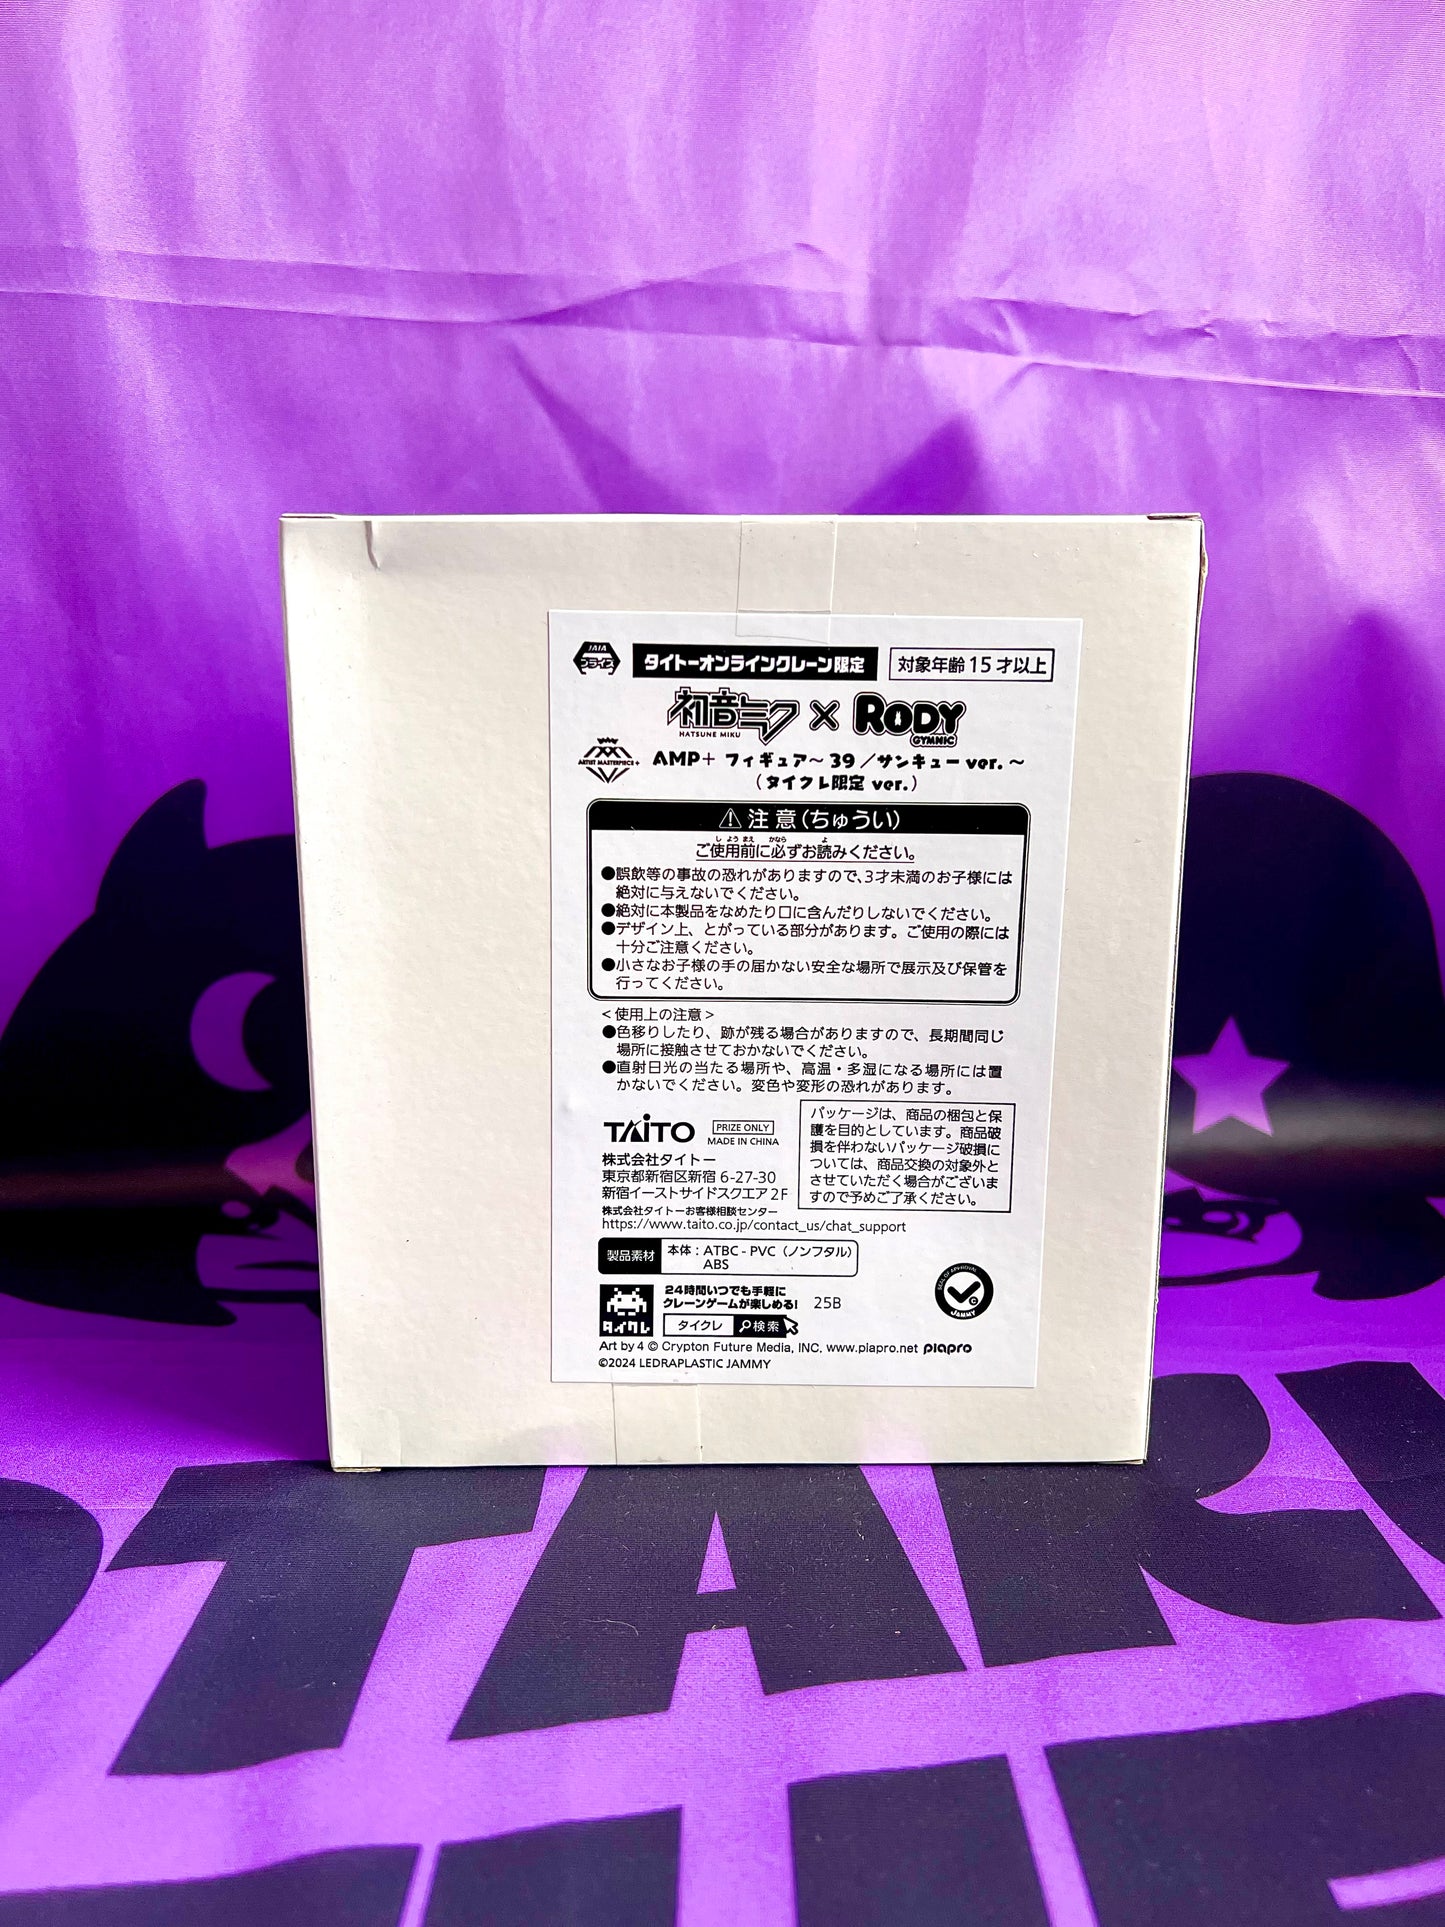 JAIA
プライズ
タイトーオンラインクレーン限定
対象年齢15才以上
初音ミク × RODY
HATSUNE MIKU
GYMNIC
ARTIST MASTERPIECE+
AMP+ フィギュア〜39/サンキューver.〜
(タイクレ限定 ver.)
⚠注意(ちゅうい)
しようまえ かなら よ
ご使用前に必ずお読みください。
●誤飲等の事故の恐れがありますので、3才未満のお子様には
絶対に与えないでください。
●絶対に本製品をなめたり口に含んだりしないでください。
●デザイン上、とがっている部分があります。ご使用の際には
十分ご注意ください。
●小さなお子様の手の届かない安全な場所で展示及び保管を
行ってください。
<使用上の注意>
●色移りしたり、跡が残る場合がありますので、長期間同じ
場所に接触させておかないでください。
●直射日光の当たる場所や、高温・多湿になる場所には置
かないでください。変色や変形の恐れがあります。
TAITO
PRIZE ONLY
MADE IN CHINA
株式会社タイトー
東京都新宿区新宿6-27-30
新宿イーストサイドスクエア2F
株式会社タイトーお客様相談センター
https://www.taito.co.jp/contact_us/chat_support
パッケージは、商品の梱包と保
護を目的としています。商品破
損を伴わないパッケージ破損に
ついては、商品交換の対象外と
させていただく場合がございま
すので予めご了承ください。
製品素材
本体:ATBC-PVC(ノンフタル)
ABS
タイクレ
24時間いつでも手軽に
クレーンゲームが楽しめる!
25B
タイクレ 検索
SEAL OF APPROVAL
JAMMY
Art by 4 © Crypton Future Media, INC. www.piapro.net piapro
©2024 LEDRAPLASTIC JAMMY